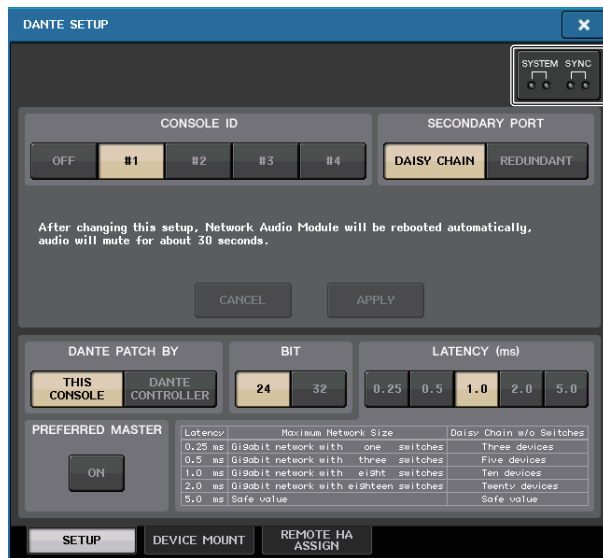 DANTE SETUP
SYSTEM SYNC
CONSOLE ID
OFF #1 #2 #3 #4
SECONDARY PORT
DAISY CHAIN REDUNDANT
After changing this setup, Network Audio Module will be rebooted automatically,
audio will mute for about 30 seconds.
CANCEL APPLY
DANTE PATCH BY
THIS CONSOLE DANTE CONTROLLER
BIT
24 32
LATENCY (ms)
0.25 0.5 1.0 2.0 5.0
PREFERRED MASTER
ON
Latency Maximum Network Size Daisy Chain w/o Switches
0.25 ms Gigabit network with one switches Three devices
0.5 ms Gigabit network with three switches Five devices
1.0 ms Gigabit network with eight switches Ten devices
2.0 ms Gigabit network with eighteen switches Twenty devices
5.0 ms Safe value Safe value
SETUP DEVICE MOUNT REMOTE HA ASSIGN